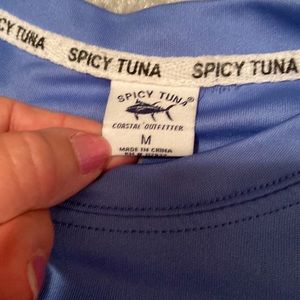 SPICY TUNA
SPICY TUNA
SPICY TUNA®
COASTAL OUTFITTER
M
MADE IN CHINA